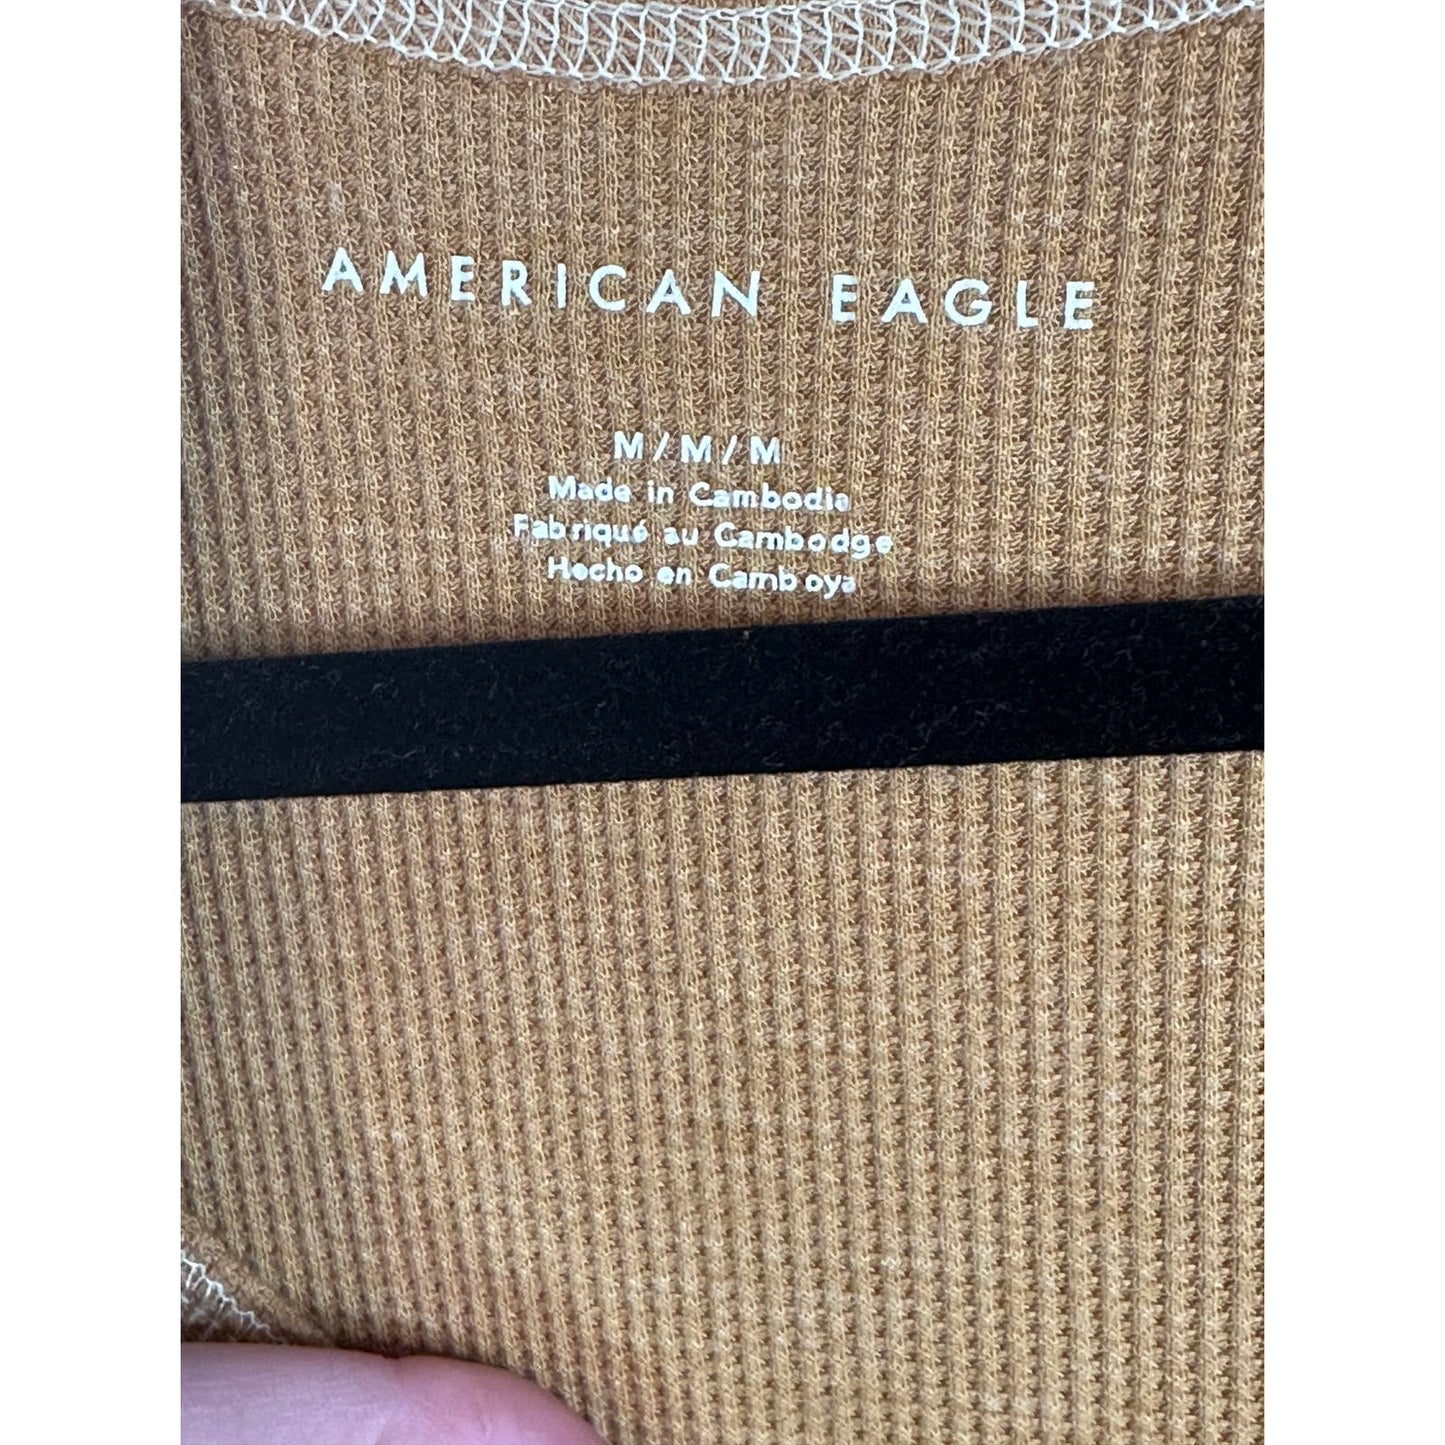 AMERICAN EAGLE
M/M/M
Made in Cambodia
Fabriqué au Cambodge
Hecho en Camboya